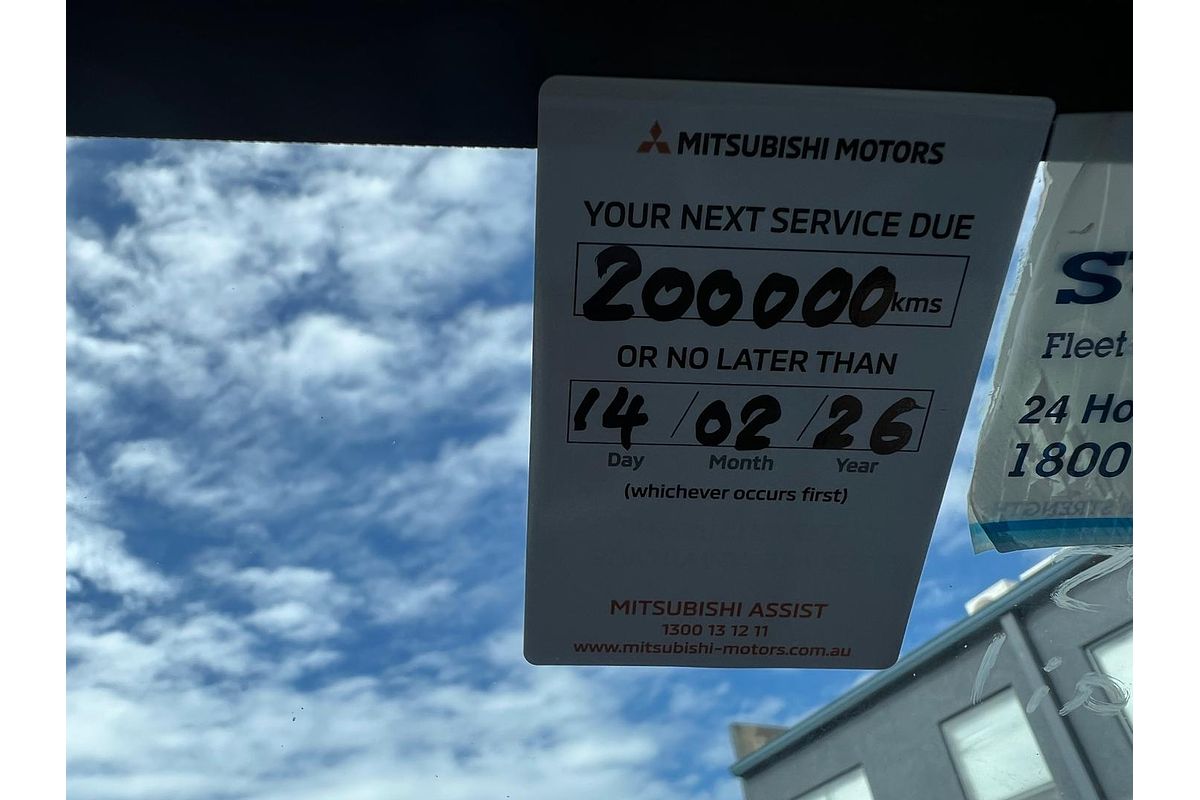 MITSUBISHI MOTORS
YOUR NEXT SERVICE DUE
200000 kms
OR NO LATER THAN
14 / 02 / 26
Day Month Year
(whichever occurs first)
MITSUBISHI ASSIST
1300 13 12 11
www.mitsubishi-motors.com.au
Fleet
24 Ho
1800
STRENGTH